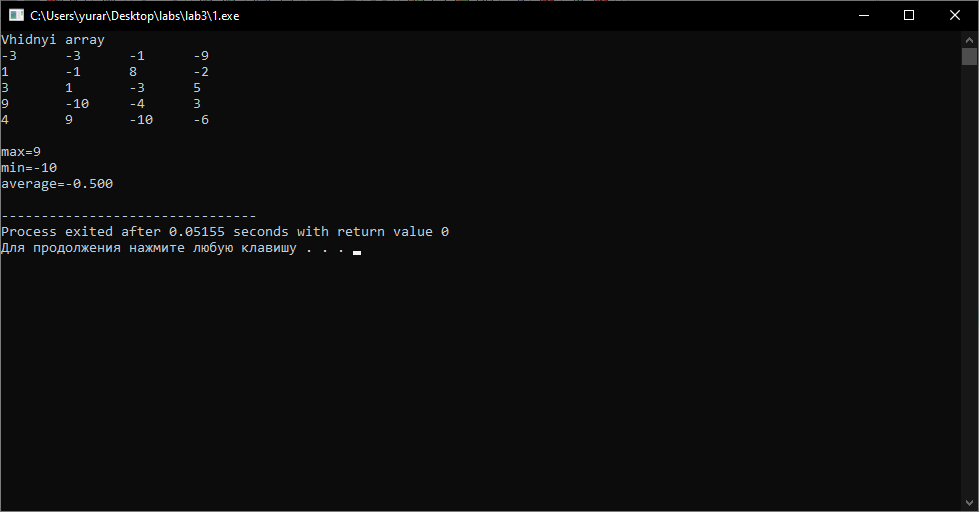 C:\Users\yurar\Desktop\labs\lab3\1.exe
Vhidnyi array
-3 -3 -1 -9
1 -1 8 -2
3 1 -3 5
9 -10 -4 3
4 9 -10 -6
max=9
min=-10
average=-0.500
--------------------------------
Process exited after 0.05155 seconds with return value 0
Для продолжения нажмите любую клавишу . . .